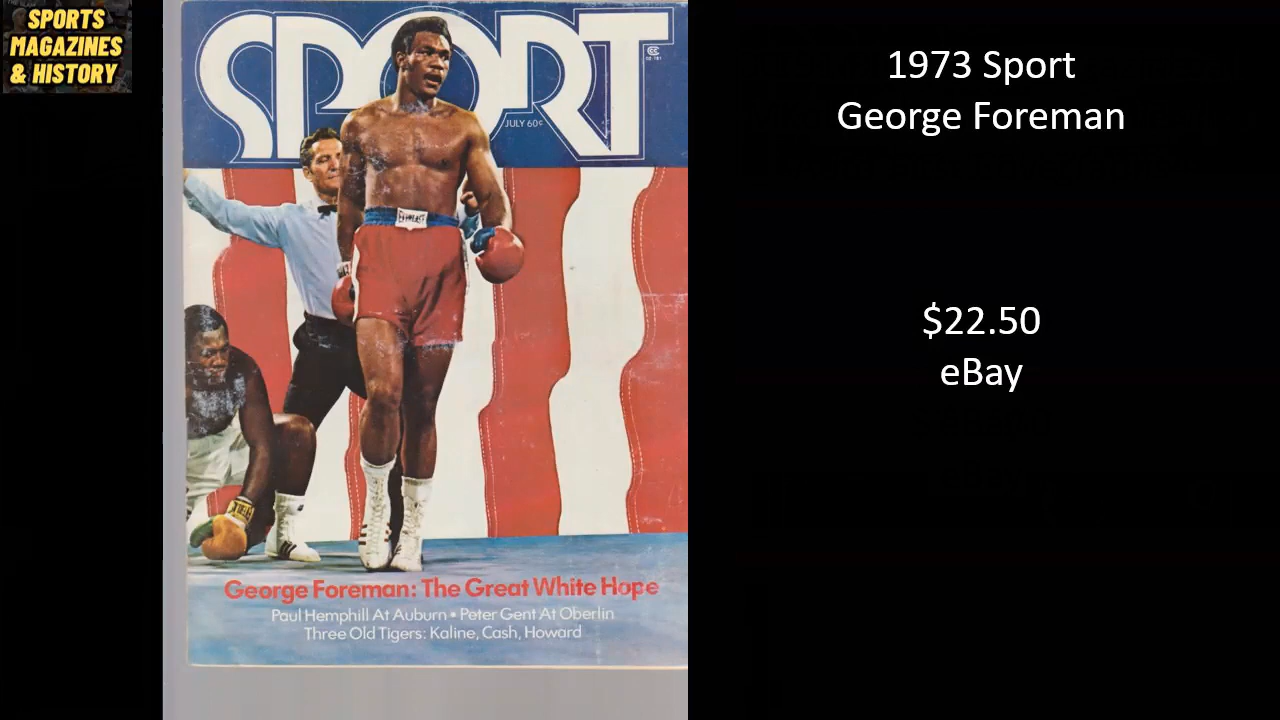 SPORTS
MAGAZINES
& HISTORY
SPORT
JULY 60¢
EVERLAST
George Foreman: The Great White Hope
Paul Hemphill At Auburn • Peter Gent At Oberlin
Three Old Tigers: Kaline, Cash, Howard
1973 Sport
George Foreman
$22.50
eBay